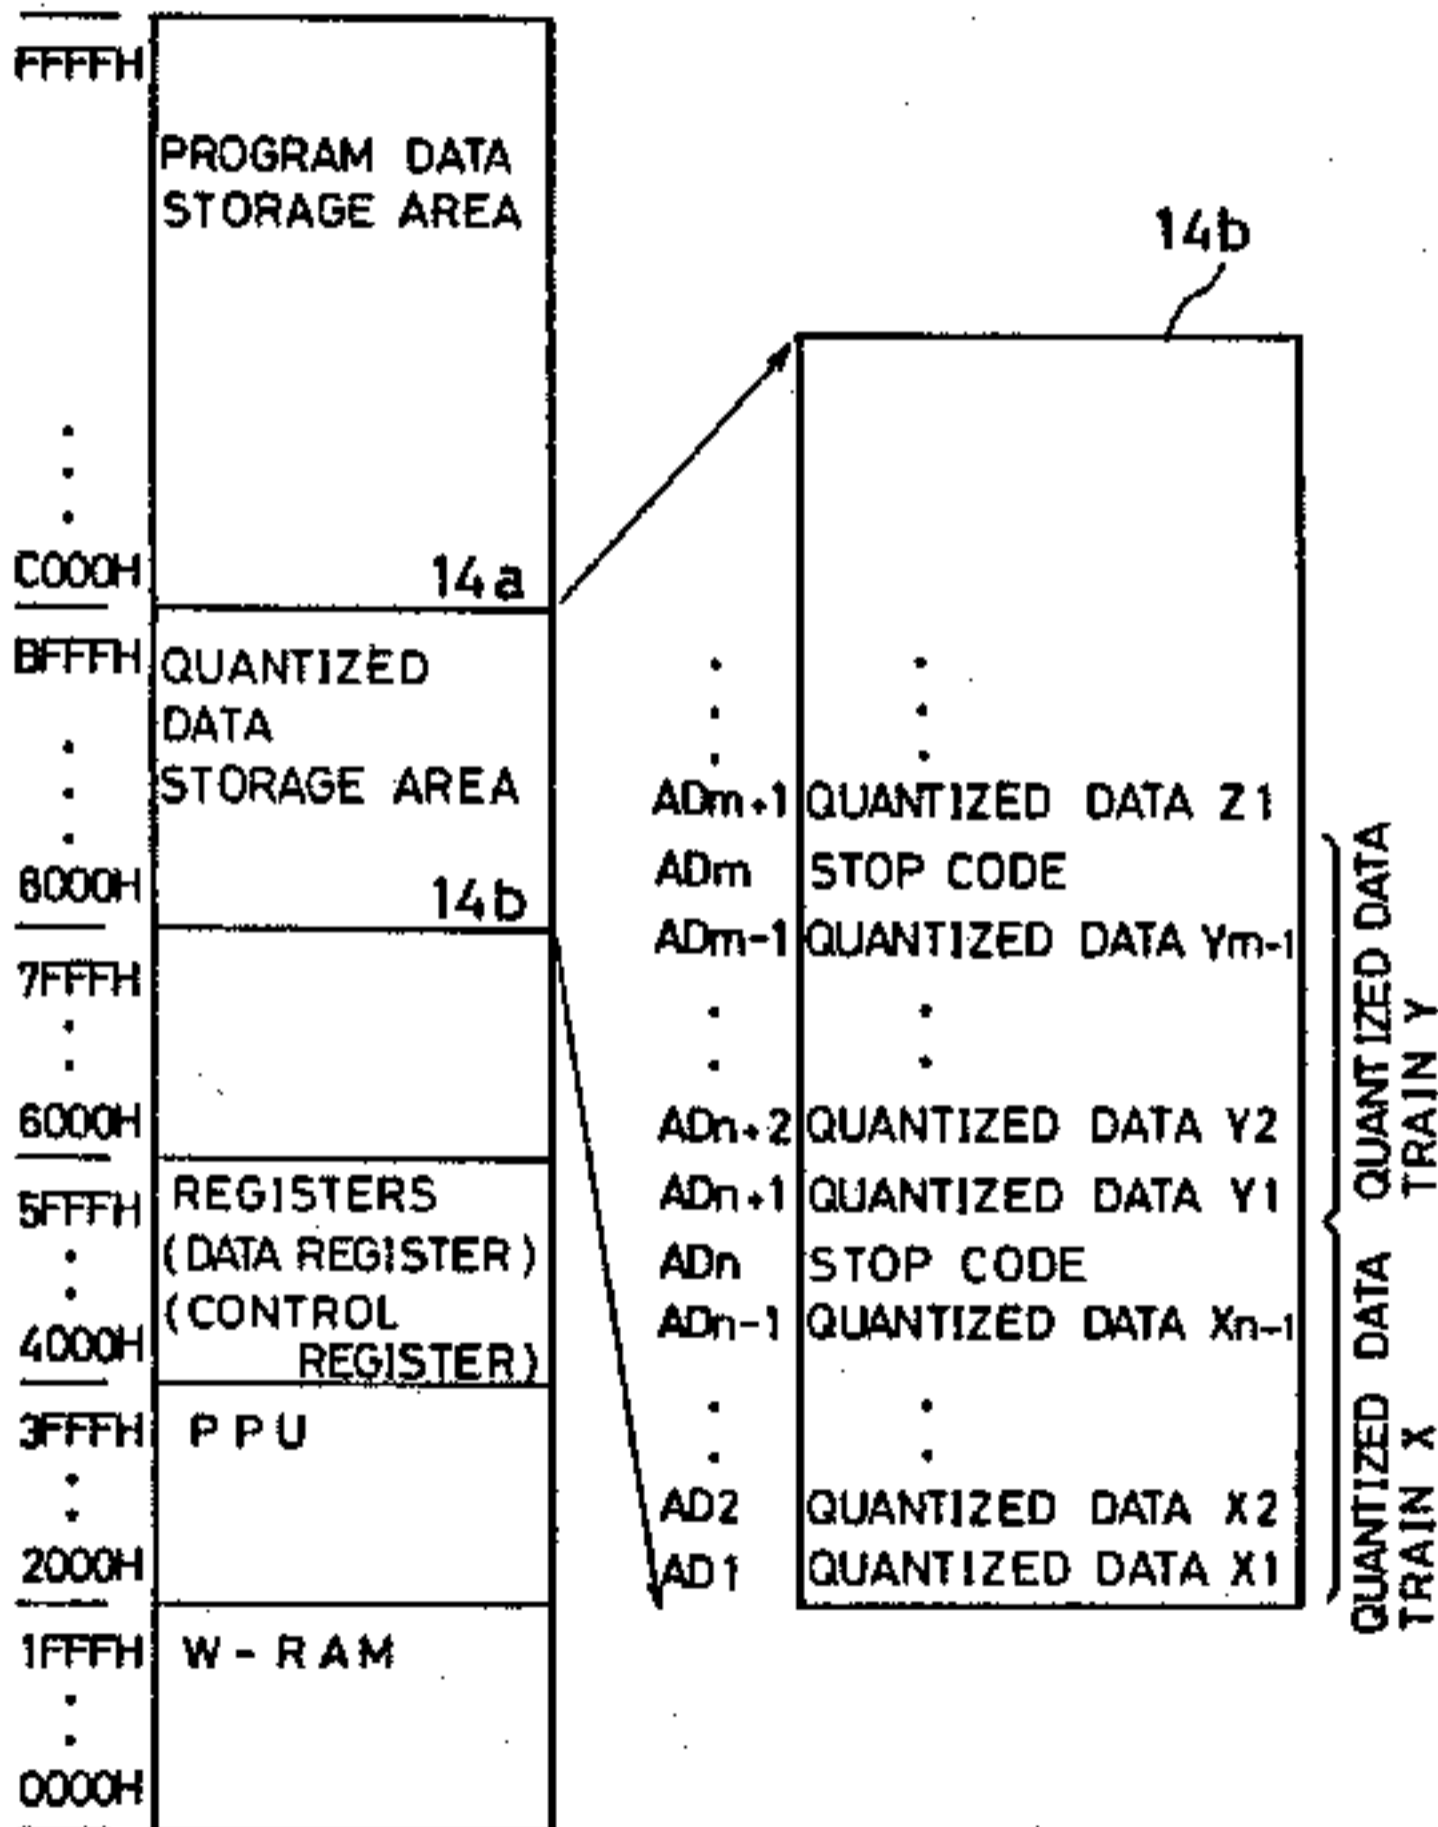 FFFFH
PROGRAM DATA
STORAGE AREA
C000H
14a
BFFFH
QUANTIZED
DATA
STORAGE AREA
8000H
14b
7FFFH
6000H
5FFFH
REGISTERS
(DATA REGISTER)
(CONTROL
REGISTER)
4000H
3FFFH
PPU
2000H
1FFFH
W-RAM
0000H
14b
ADm+1 QUANTIZED DATA Z1
ADm STOP CODE
ADm-1 QUANTIZED DATA Ym-1
ADn+2 QUANTIZED DATA Y2
ADn+1 QUANTIZED DATA Y1
ADn STOP CODE
ADn-1 QUANTIZED DATA Xn-1
AD2 QUANTIZED DATA X2
AD1 QUANTIZED DATA X1
QUANTIZED DATA
TRAIN Y
QUANTIZED DATA
TRAIN X